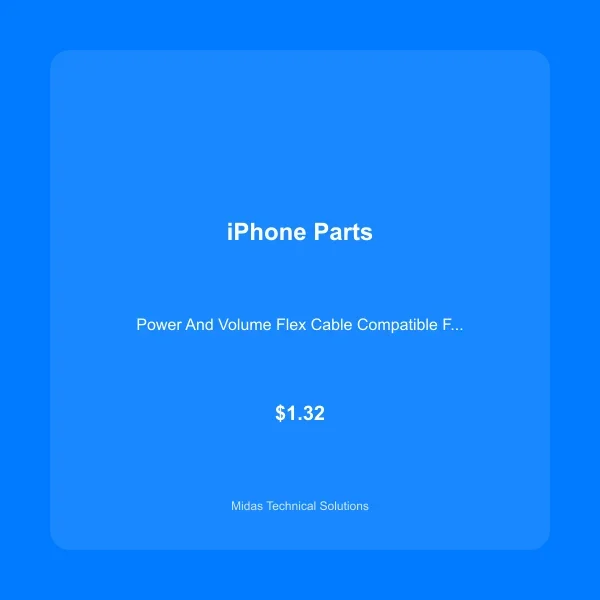 iPhone Parts
Power And Volume Flex Cable Compatible F...
$1.32
Midas Technical Solutions